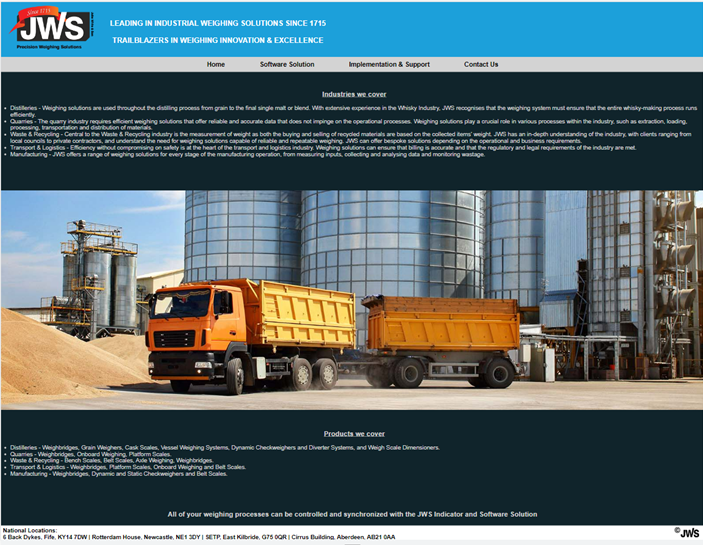 Since 1715
JWS
Precision Weighing Solutions
LEADING IN INDUSTRIAL WEIGHING SOLUTIONS SINCE 1715
TRAILBLAZERS IN WEIGHING INNOVATION & EXCELLENCE
Home Software Solution Implementation & Support Contact Us
Industries we cover
• Distilleries - Weighing solutions are used throughout the distilling process from grain to the final single malt or blend. With extensive experience in the Whisky Industry, JWS recognises that the weighing system must ensure that the entire whisky-making process runs
efficiently.
• Quarries - The quarry industry requires efficient weighing solutions that offer reliable and accurate data that does not impinge on the operational processes. Weighing solutions play a crucial role in various processes within the industry, such as extraction, loading,
processing, transportation and distribution of materials.
• Waste & Recycling - Central to the Waste & Recycling industry is the measurement of weight as both the buying and selling of recycled materials are based on the collected items' weight. JWS has an in-depth understanding of the industry, with clients ranging from
local councils to private contractors, and understand the need for weighing solutions capable of reliable and repeatable weighing. JWS can offer bespoke solutions depending on the operational and business requirements.
• Transport & Logistics - Efficiency without compromising on safety is at the heart of the transport and logistics industry. Weighing solutions can ensure that billing is accurate and that the regulatory and legal requirements of the industry are met.
• Manufacturing - JWS offers a range of weighing solutions for every stage of the manufacturing operation, from measuring inputs, collecting and analysing data and monitoring wastage.
Products we cover
• Distilleries - Weighbridges, Grain Weighers, Cask Scales, Vessel Weighing Systems, Dynamic Checkweighers and Diverter Systems, and Weigh Scale Dimensioners.
• Quarries - Weighbridges, Onboard Weighing, Platform Scales.
• Waste & Recycling - Bench Scales, Belt Scales, Axle Weighing, Weighbridges.
• Transport & Logistics - Weighbridges, Platform Scales, Onboard Weighing and Belt Scales.
• Manufacturing - Weighbridges, Dynamic and Static Checkweighers and Belt Scales.
All of your weighing processes can be controlled and synchronized with the JWS Indicator and Software Solution
National Locations:
6 Back Dykes, Fife, KY14 7DW | Rotterdam House, Newcastle, NE1 3DY | SETP, East Kilbride, G75 0QR | Cirrus Building, Aberdeen, AB21 0AA
©JWS